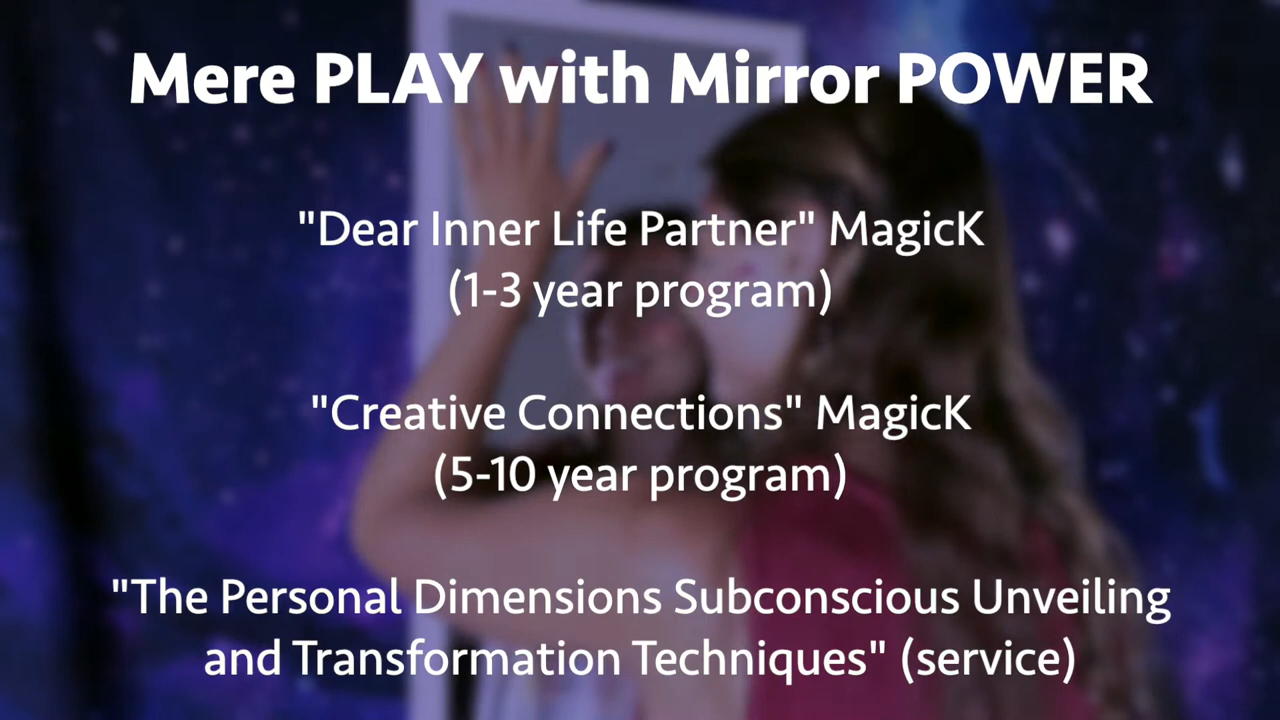 Mere PLAY with Mirror POWER
"Dear Inner Life Partner" MagicK
(1-3 year program)
"Creative Connections" MagicK
(5-10 year program)
"The Personal Dimensions Subconscious Unveiling
and Transformation Techniques" (service)